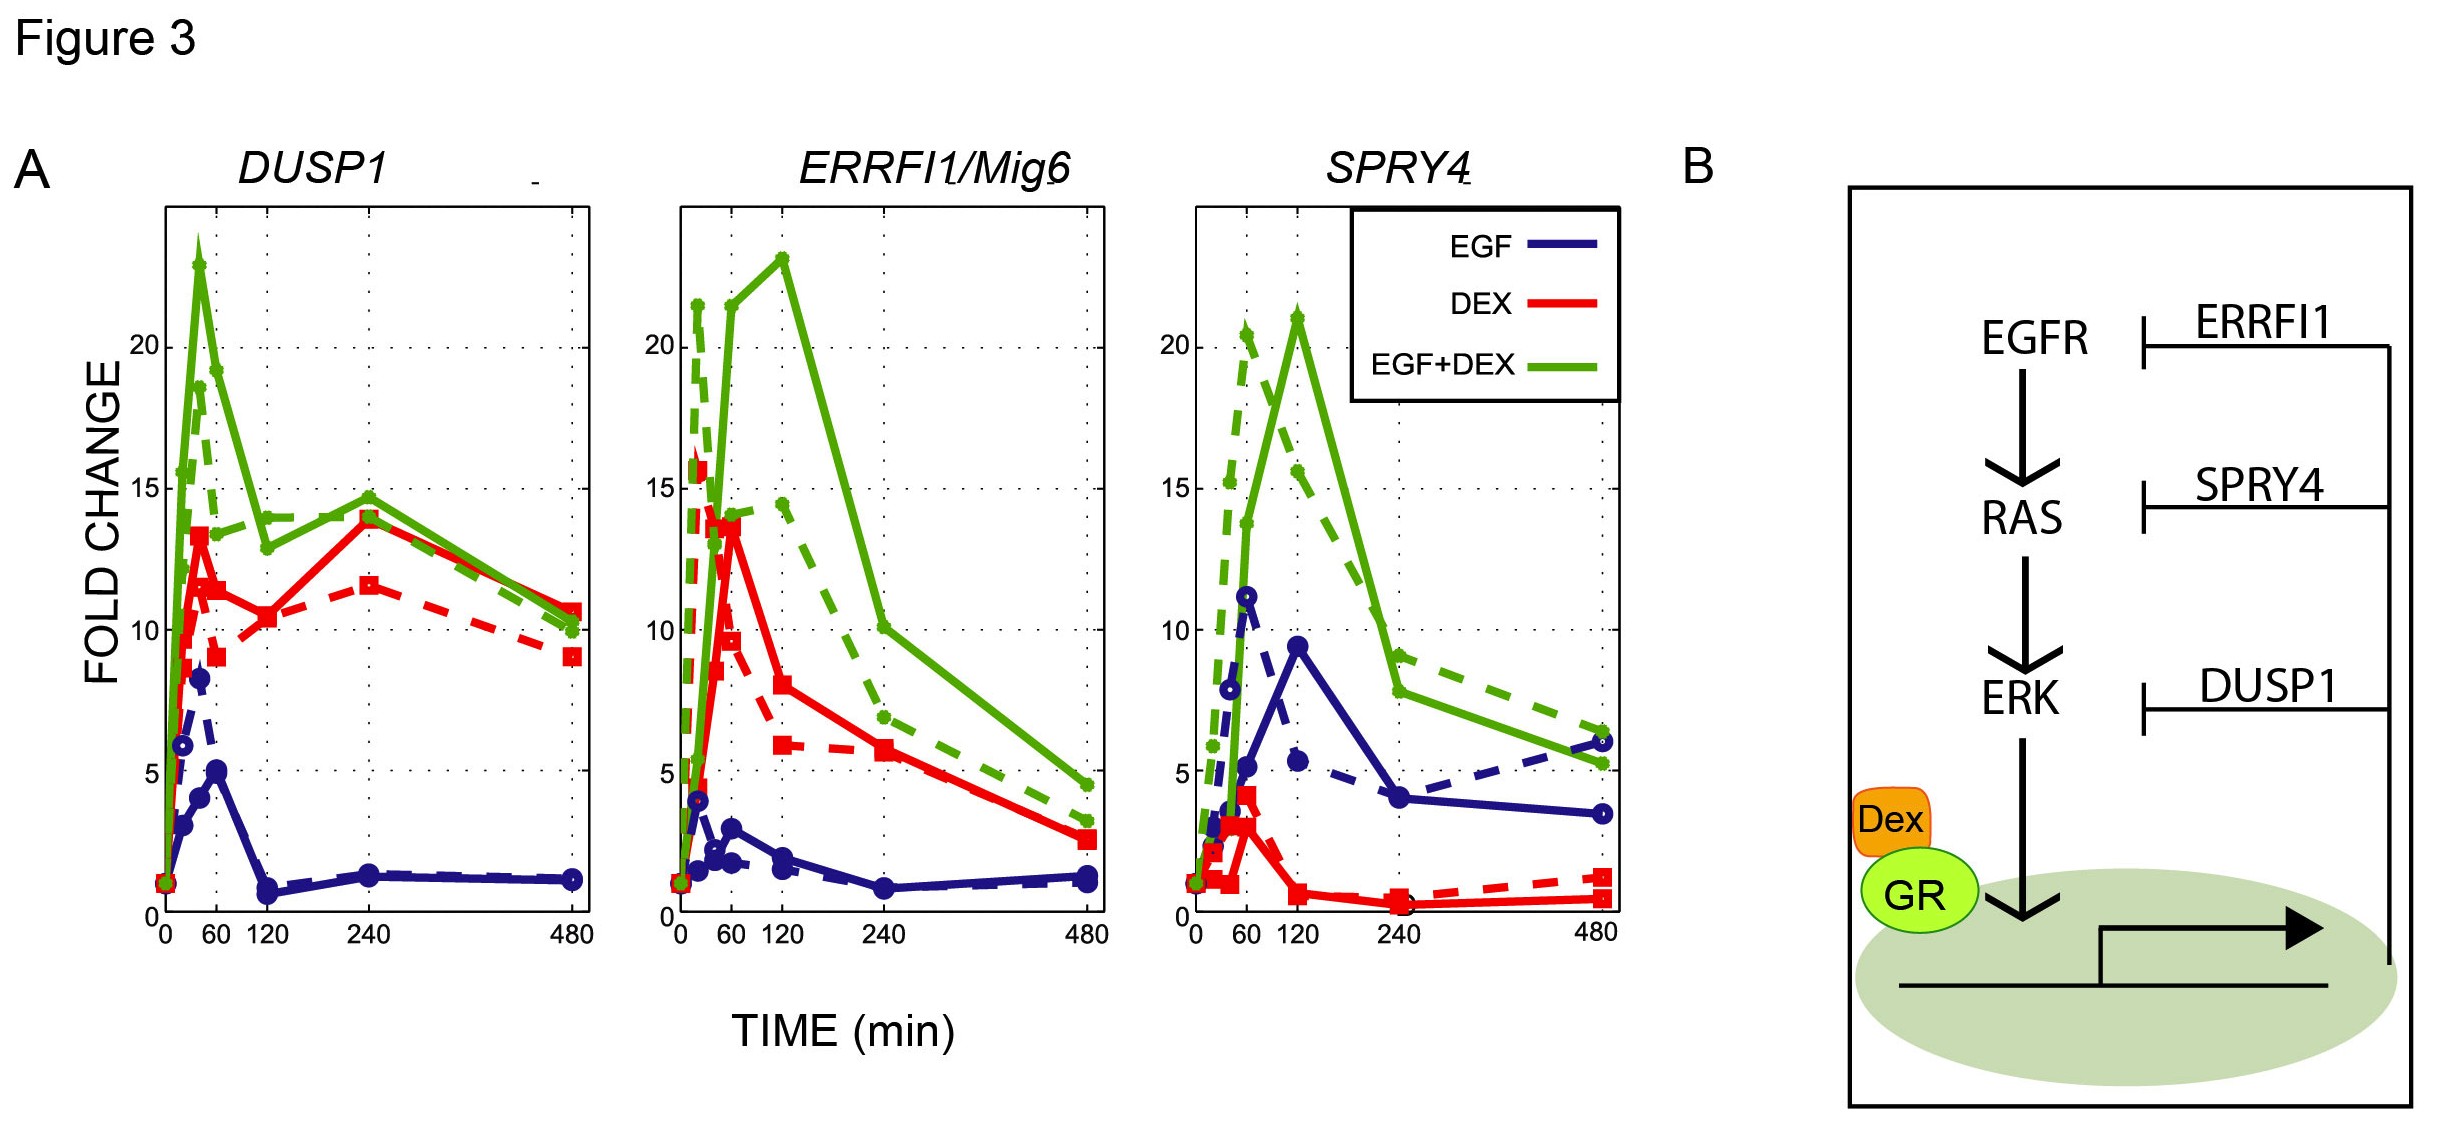 Figure 3
A
DUSP1
ERRFI1/Mig6
SPRY4
B
FOLD CHANGE
20
15
10
5
0
0 60 120 240 480
20
15
10
5
0
0 60 120 240 480
20
15
10
5
0
0 60 120 240 480
EGF
DEX
EGF+DEX
TIME (min)
EGFR
ERRFI1
RAS
SPRY4
ERK
DUSP1
Dex
GR